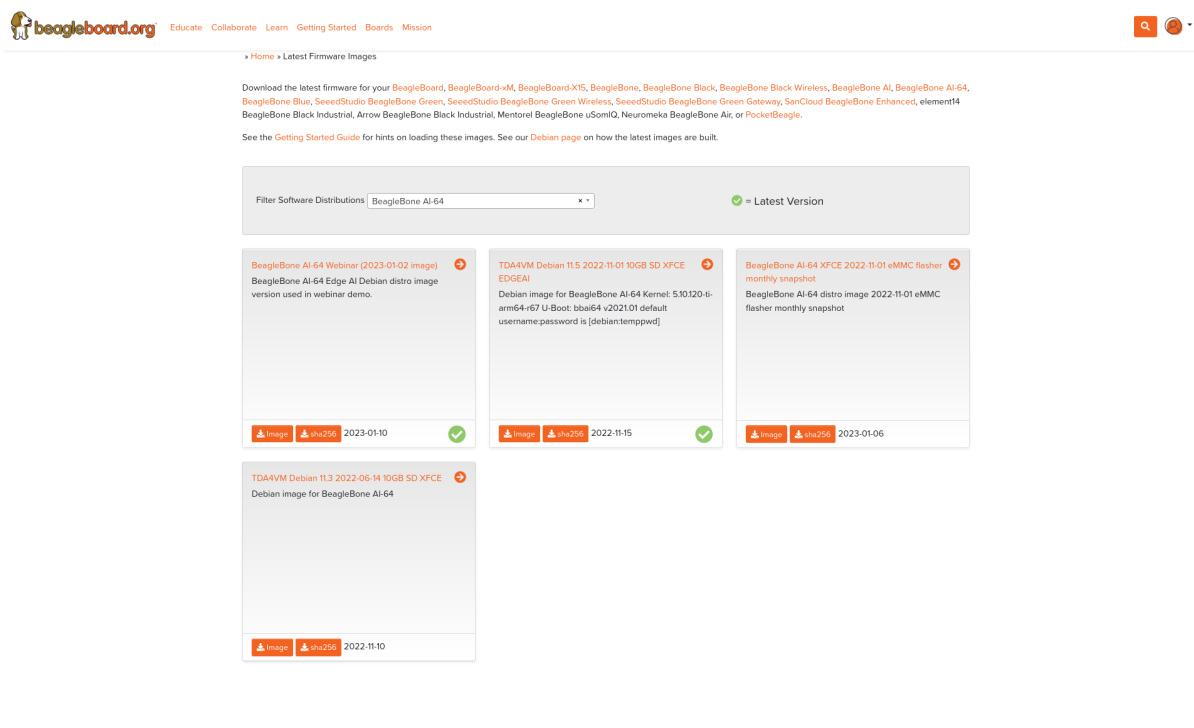 beagleboard.org Educate Collaborate Learn Getting Started Boards Mission
» Home » Latest Firmware Images
Download the latest firmware for your BeagleBoard, BeagleBoard-xM, BeagleBoard-X15, BeagleBone, BeagleBone Black, BeagleBone Black Wireless, BeagleBone AI, BeagleBone AI-64,
BeagleBone Blue, SeeedStudio BeagleBone Green, SeeedStudio BeagleBone Green Wireless, SeeedStudio BeagleBone Green Gateway, SanCloud BeagleBone Enhanced, element14
BeagleBone Black Industrial, Arrow BeagleBone Black Industrial, Mentorel BeagleBone uSomIQ, Neuromeka BeagleBone Air, or PocketBeagle.
See the Getting Started Guide for hints on loading these images. See our Debian page on how the latest images are built.
Filter Software Distributions BeagleBone AI-64 × = Latest Version
BeagleBone AI-64 Webinar (2023-01-02 image)
BeagleBone AI-64 Edge AI Debian distro image
version used in webinar demo.
Image sha256 2023-01-10
TDA4VM Debian 11.5 2022-11-01 10GB SD XFCE
EDGEAI
Debian image for BeagleBone AI-64 Kernel: 5.10.120-ti-
arm64-r67 U-Boot: bbai64 v2021.01 default
username:password is [debian:temppwd]
Image sha256 2022-11-15
BeagleBone AI-64 XFCE 2022-11-01 eMMC flasher
monthly snapshot
BeagleBone AI-64 distro image 2022-11-01 eMMC
flasher monthly snapshot
Image sha256 2023-01-06
TDA4VM Debian 11.3 2022-06-14 10GB SD XFCE
Debian image for BeagleBone AI-64
Image sha256 2022-11-10